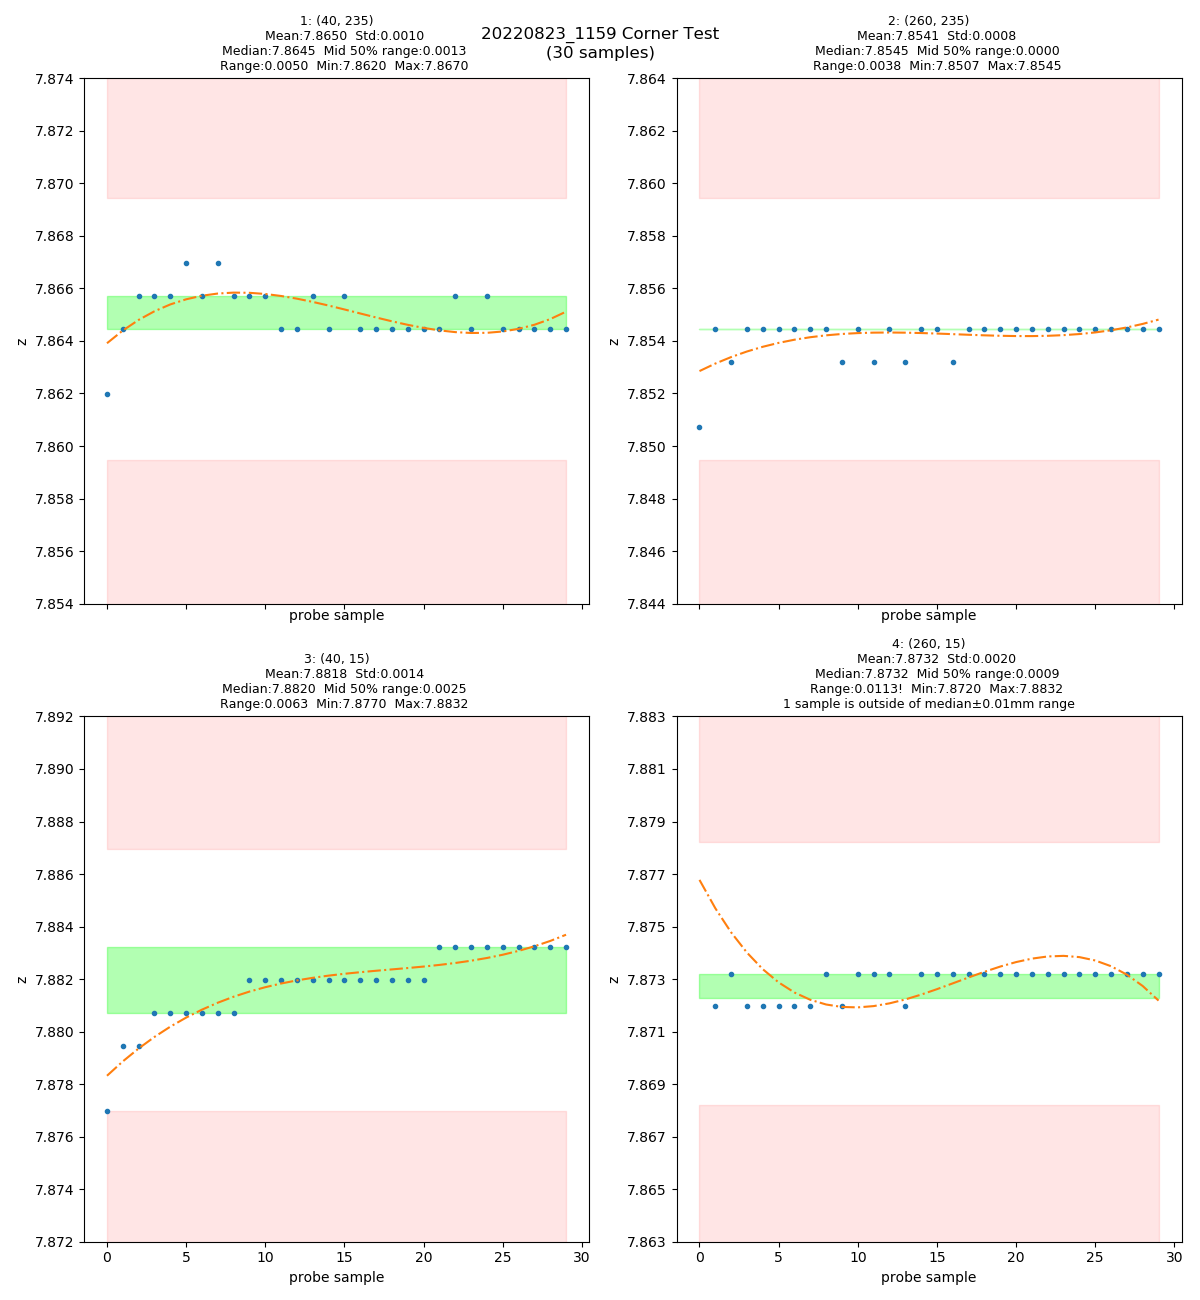 20220823_1159 Corner Test
(30 samples)
1: (40, 235)
Mean:7.8650  Std:0.0010
Median:7.8645  Mid 50% range:0.0013
Range:0.0050  Min:7.8620  Max:7.8670
7.874
7.872
7.870
7.868
7.866
7.864
7.862
7.860
7.858
7.856
7.854
z
probe sample
2: (260, 235)
Mean:7.8541  Std:0.0008
Median:7.8545  Mid 50% range:0.0000
Range:0.0038  Min:7.8507  Max:7.8545
7.864
7.862
7.860
7.858
7.856
7.854
7.852
7.850
7.848
7.846
7.844
z
probe sample
3: (40, 15)
Mean:7.8818  Std:0.0014
Median:7.8820  Mid 50% range:0.0025
Range:0.0063  Min:7.8770  Max:7.8832
7.892
7.890
7.888
7.886
7.884
7.882
7.880
7.878
7.876
7.874
7.872
z
0 5 10 15 20 25 30
probe sample
4: (260, 15)
Mean:7.8732  Std:0.0020
Median:7.8732  Mid 50% range:0.0009
Range:0.0113!  Min:7.8720  Max:7.8832
1 sample is outside of median±0.01mm range
7.883
7.881
7.879
7.877
7.875
7.873
7.871
7.869
7.867
7.865
7.863
z
0 5 10 15 20 25 30
probe sample